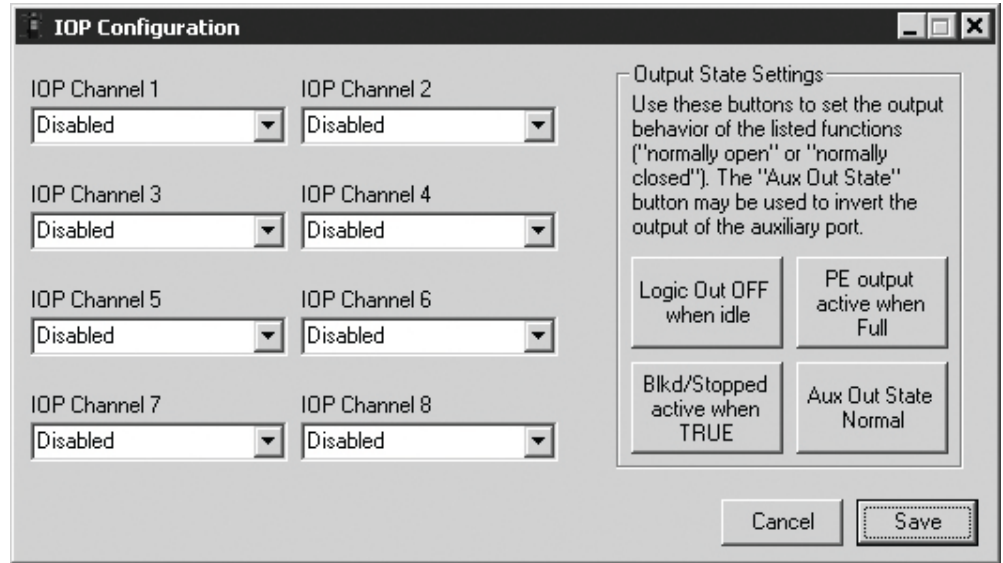 IOP Configuration
IOP Channel 1
Disabled
IOP Channel 2
Disabled
IOP Channel 3
Disabled
IOP Channel 4
Disabled
IOP Channel 5
Disabled
IOP Channel 6
Disabled
IOP Channel 7
Disabled
IOP Channel 8
Disabled
Output State Settings
Use these buttons to set the output
behavior of the listed functions
("normally open" or "normally
closed"). The "Aux Out State"
button may be used to invert the
output of the auxiliary port.
Logic Out OFF
when idle
PE output
active when
Full
Blkd/Stopped
active when
TRUE
Aux Out State
Normal
Cancel
Save